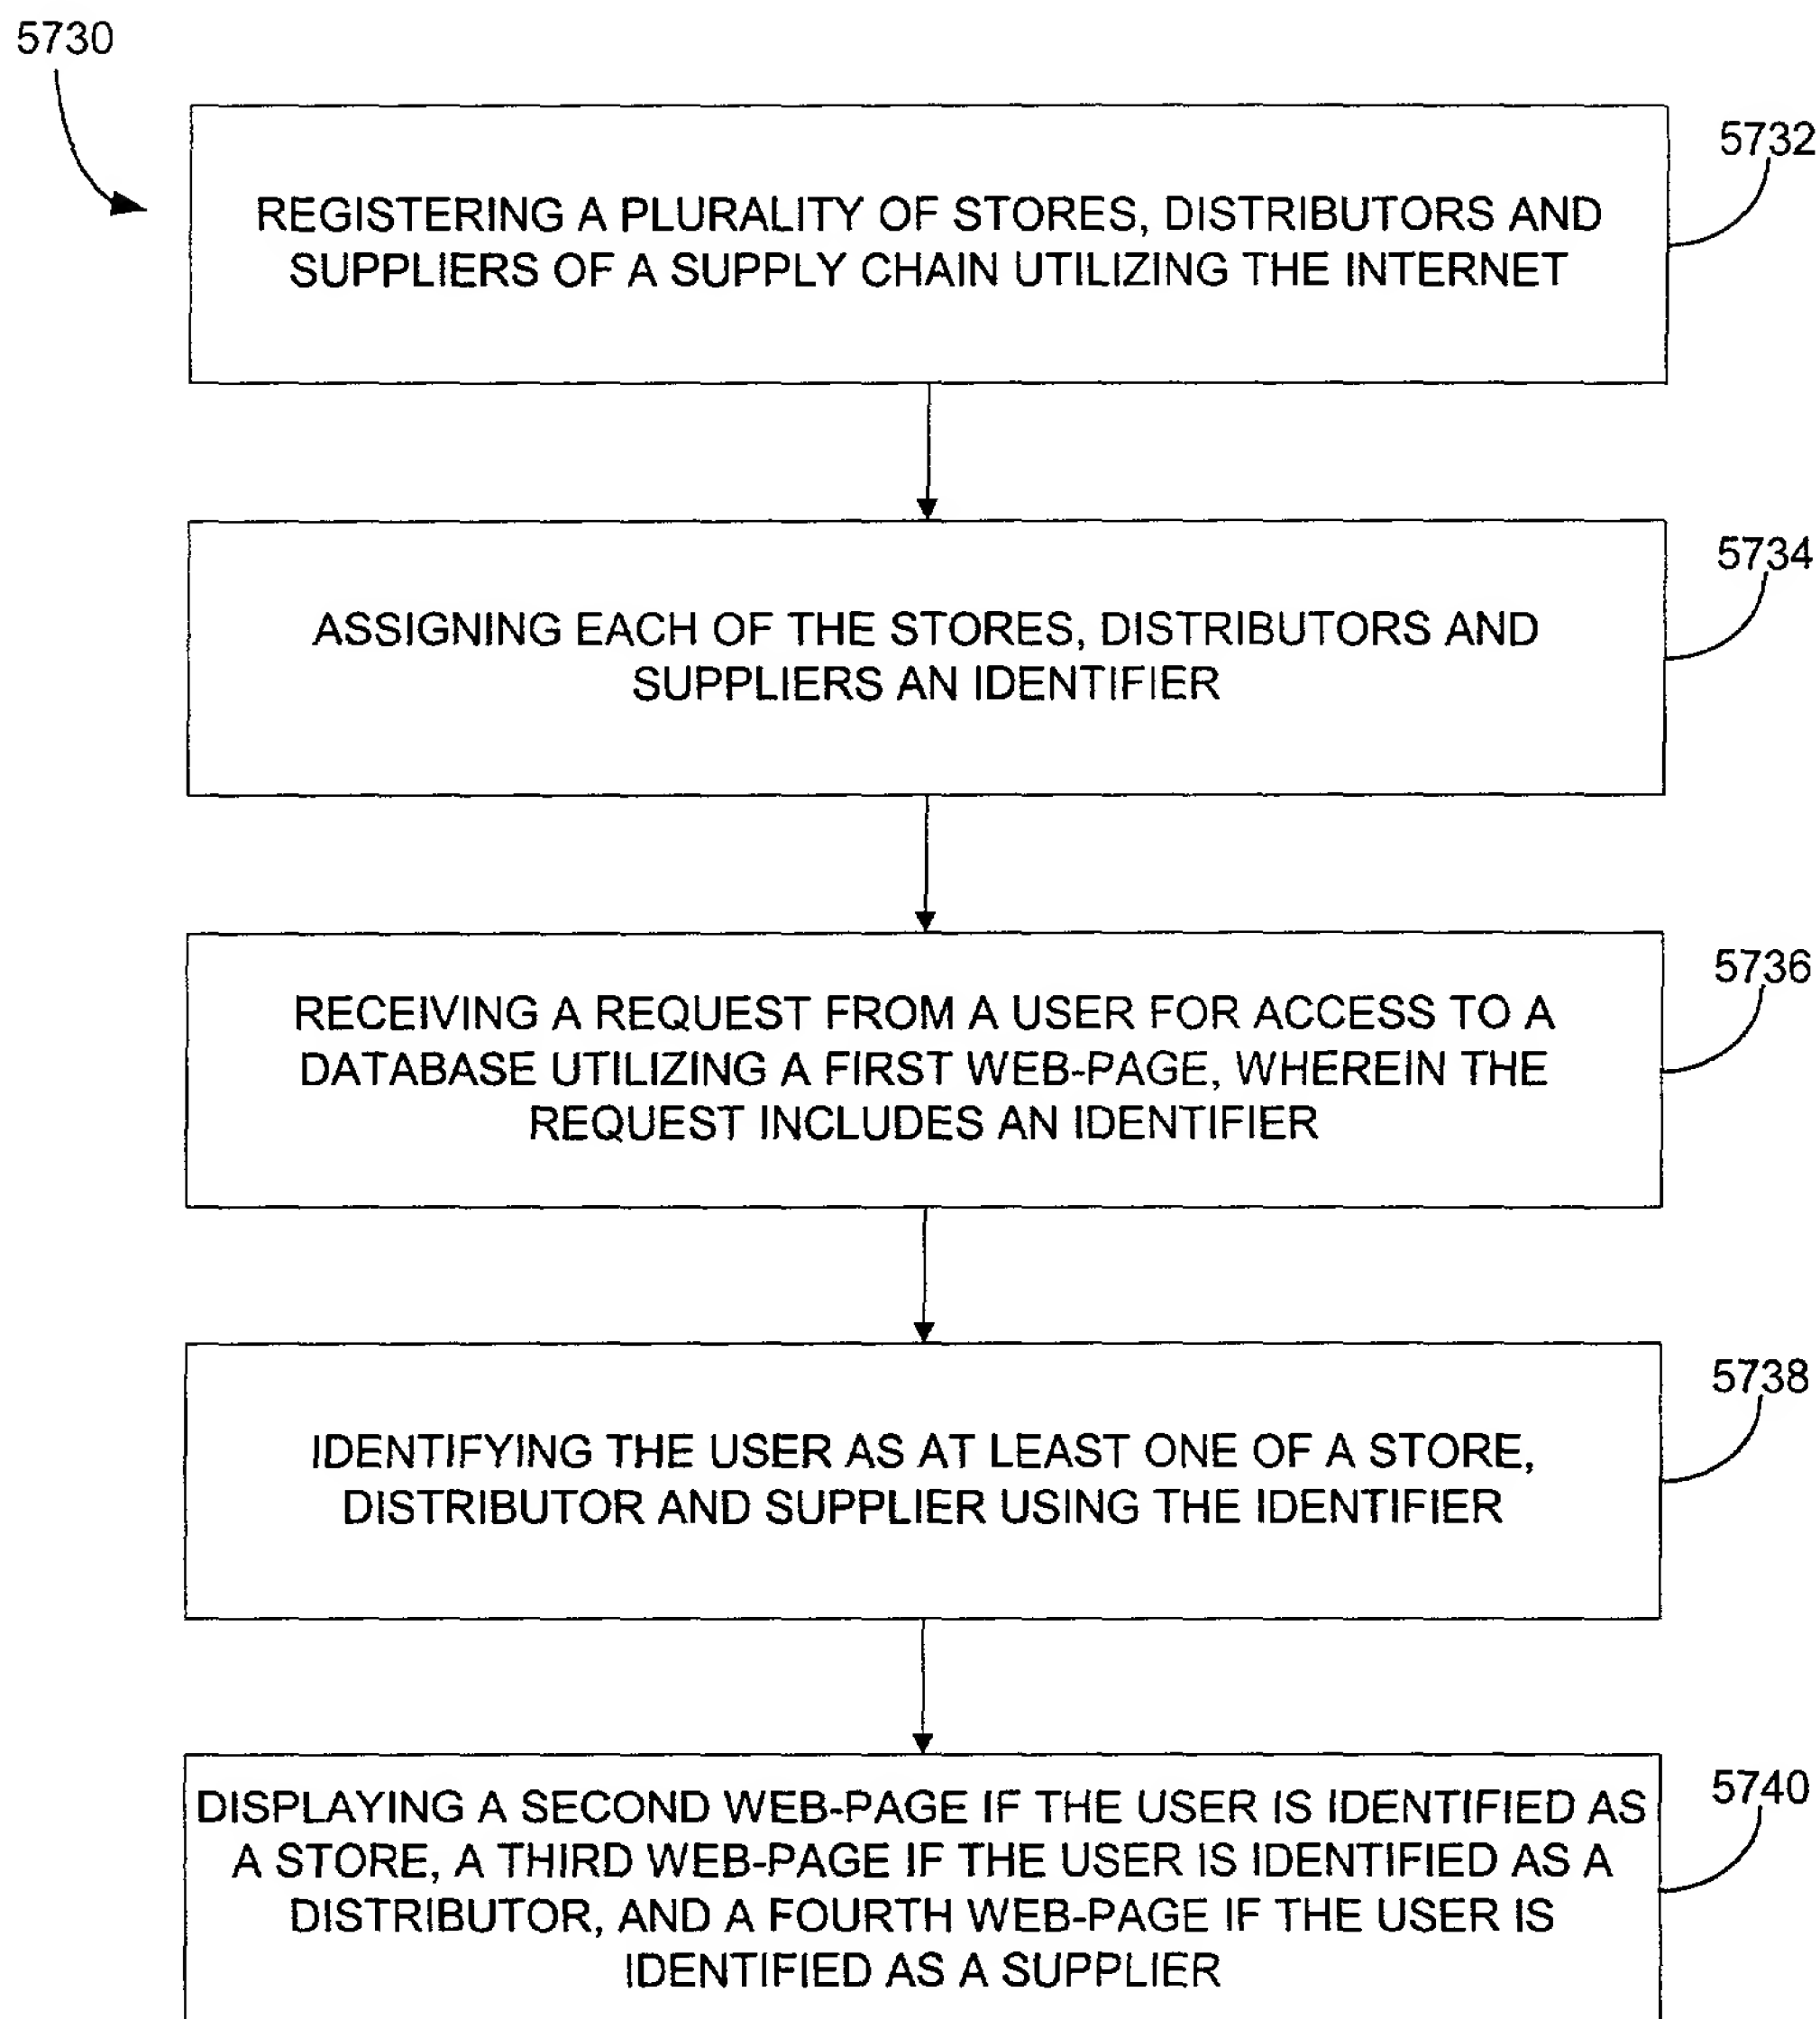 5730
5732
REGISTERING A PLURALITY OF STORES, DISTRIBUTORS AND
SUPPLIERS OF A SUPPLY CHAIN UTILIZING THE INTERNET
5734
ASSIGNING EACH OF THE STORES, DISTRIBUTORS AND
SUPPLIERS AN IDENTIFIER
5736
RECEIVING A REQUEST FROM A USER FOR ACCESS TO A
DATABASE UTILIZING A FIRST WEB-PAGE, WHEREIN THE
REQUEST INCLUDES AN IDENTIFIER
5738
IDENTIFYING THE USER AS AT LEAST ONE OF A STORE,
DISTRIBUTOR AND SUPPLIER USING THE IDENTIFIER
5740
DISPLAYING A SECOND WEB-PAGE IF THE USER IS IDENTIFIED AS
A STORE, A THIRD WEB-PAGE IF THE USER IS IDENTIFIED AS A
DISTRIBUTOR, AND A FOURTH WEB-PAGE IF THE USER IS
IDENTIFIED AS A SUPPLIER